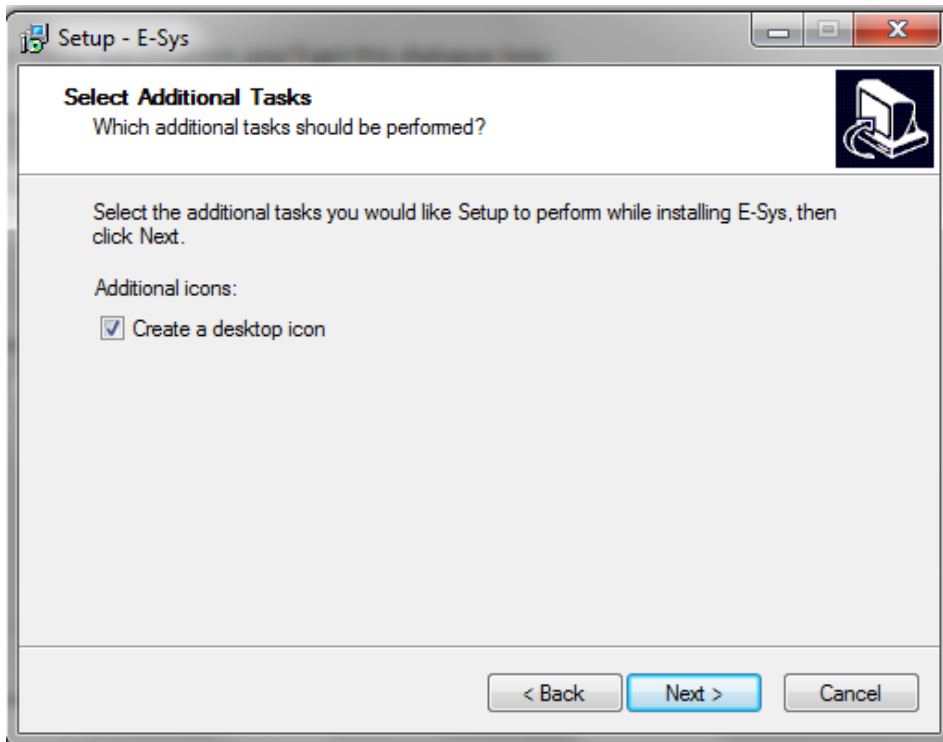 Setup - E-Sys
Select Additional Tasks
Which additional tasks should be performed?
Select the additional tasks you would like Setup to perform while installing E-Sys, then
click Next.
Additional icons:
Create a desktop icon
< Back
Next >
Cancel